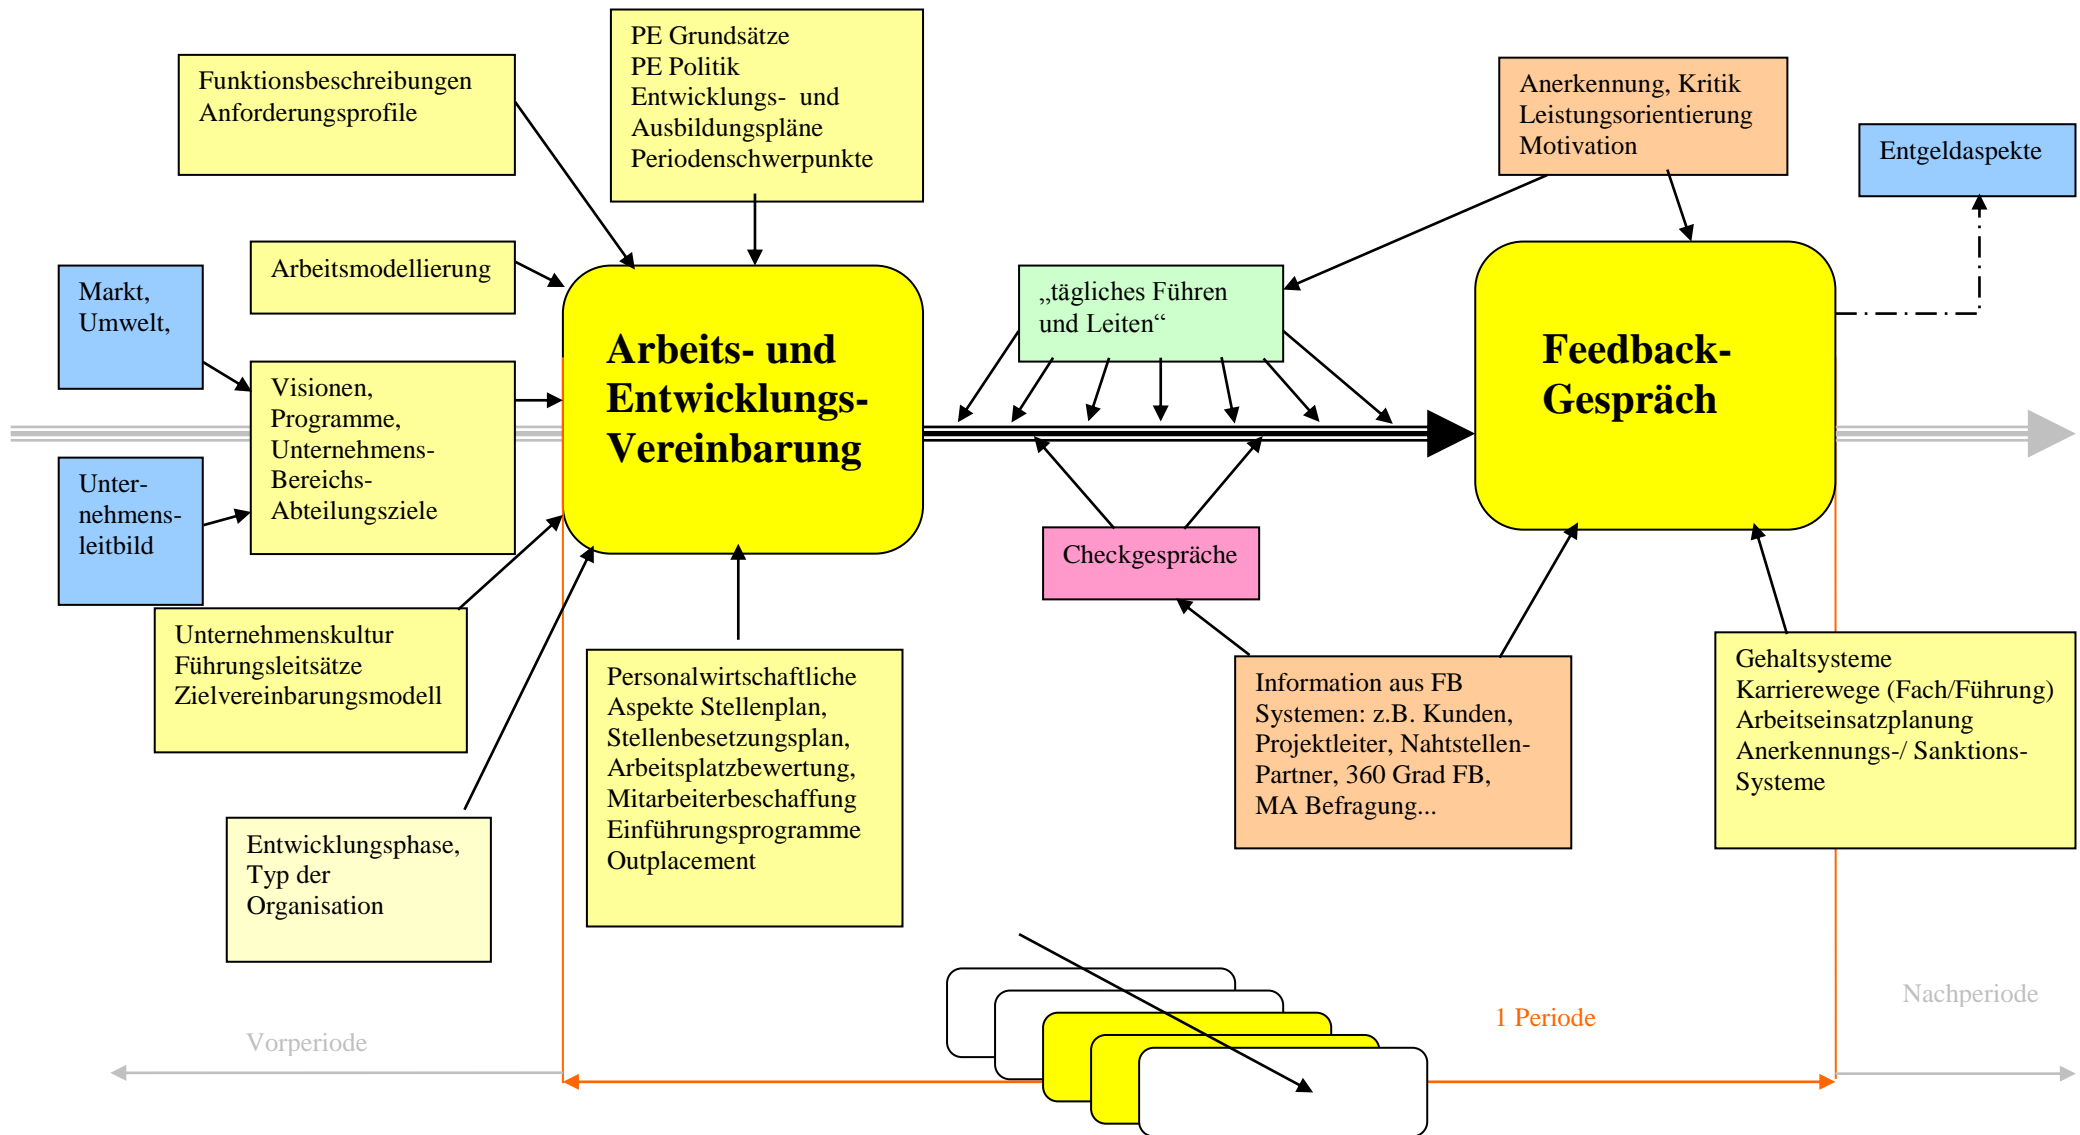 PE Grundsätze
PE Politik
Entwicklungs- und
Ausbildungspläne
Periodenschwerpunkte
Funktionsbeschreibungen
Anforderungsprofile
Anerkennung, Kritik
Leistungsorientierung
Motivation
Entgeldaspekte
Arbeitsmodellierung
Markt,
Umwelt,
„tägliches Führen
und Leiten“
Arbeits- und
Entwicklungs-
Vereinbarung
Feedback-
Gespräch
Visionen,
Programme,
Unternehmens-
Bereichs-
Abteilungsziele
Unter-
nehmens-
leitbild
Checkgespräche
Unternehmenskultur
Führungsleitsätze
Zielvereinbarungsmodell
Personalwirtschaftliche
Aspekte Stellenplan,
Stellenbesetzungsplan,
Arbeitsplatzbewertung,
Mitarbeiterbeschaffung
Einführungsprogramme
Outplacement
Information aus FB
Systemen: z.B. Kunden,
Projektleiter, Nahtstellen-
Partner, 360 Grad FB,
MA Befragung...
Gehaltsysteme
Karrierewege (Fach/Führung)
Arbeitseinsatzplanung
Anerkennungs-/ Sanktions-
Systeme
Entwicklungsphase,
Typ der
Organisation
Vorperiode
1 Periode
Nachperiode